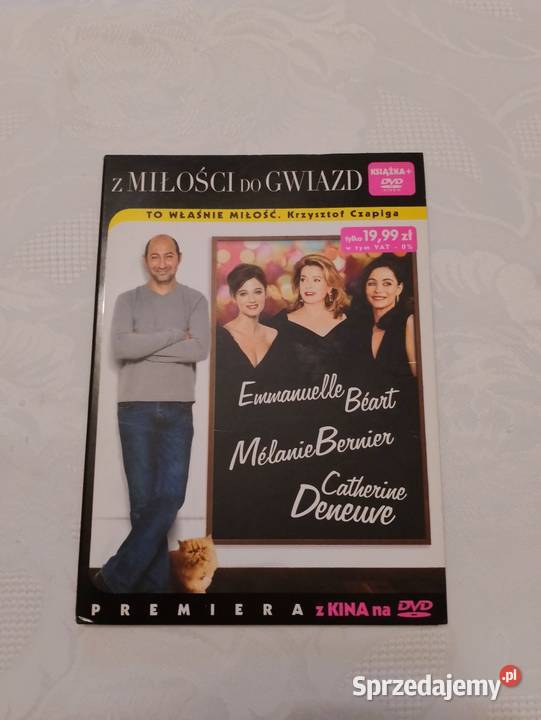 Z MIŁOŚCI DO GWIAZD
KSIĄŻKA+
DVD
TO WŁAŚNIE MIŁOŚĆ. Krzysztof Czapiga
tylko 19,99 zł
w tym VAT - 0%
Emmanuelle
Béart
Mélanie Bernier
Catherine
Deneuve
PREMIERA z KINA na DVD
Sprzedajemy.pl